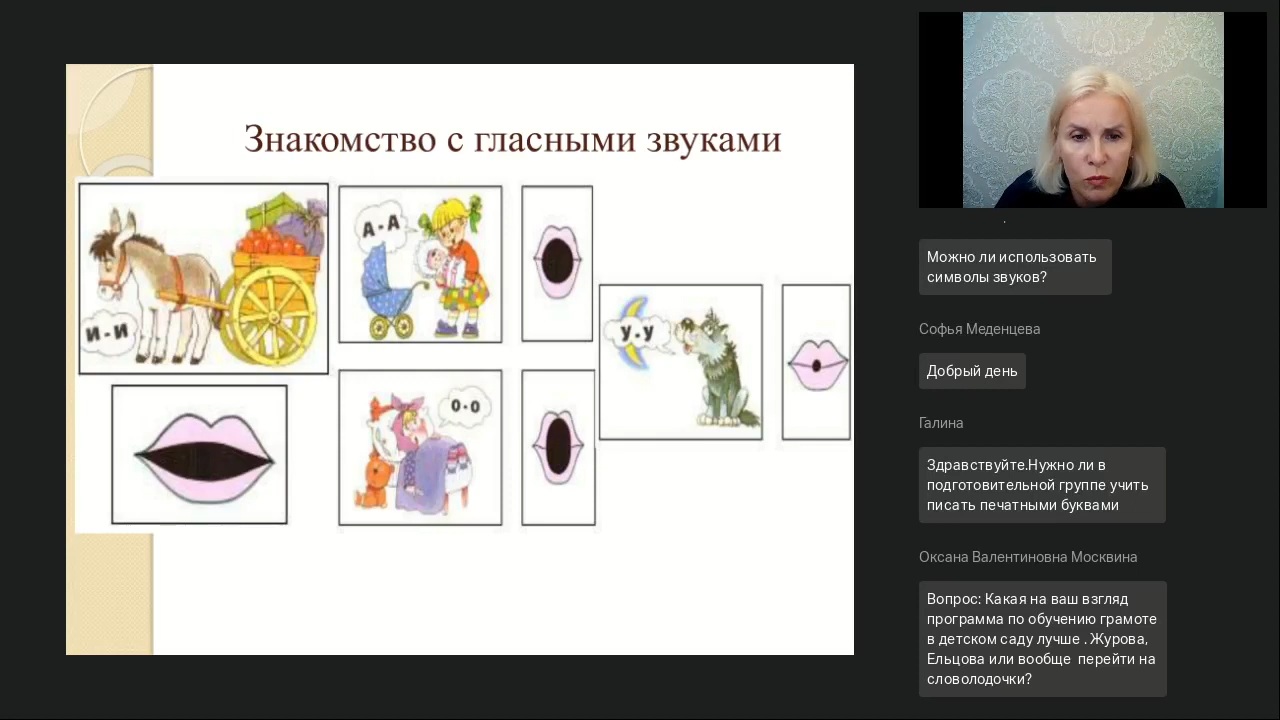 Знакомство с гласными звуками
А-А
И-И
У-У
О-О
Можно ли использовать
символы звуков?
Софья Меденцева
Добрый день
Галина
Здравствуйте.Нужно ли в
подготовительной группе учить
писать печатными буквами
Оксана Валентиновна Москвина
Вопрос: Какая на ваш взгляд
программа по обучению грамоте
в детском саду лучше . Журова,
Ельцова или вообще  перейти на
словолодочки?